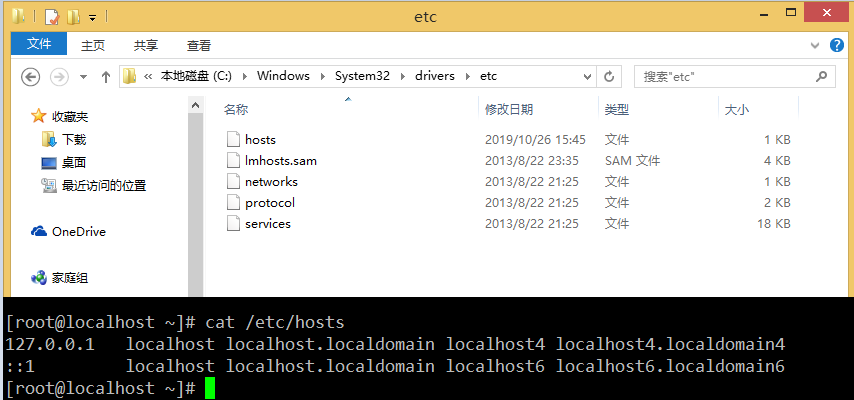 etc
文件 主页 共享 查看
« 本地磁盘 (C:) Windows System32 drivers etc 搜索"etc"
收藏夹
下载
桌面
最近访问的位置
OneDrive
家庭组
名称 修改日期 类型 大小
hosts 2019/10/26 15:45 文件 1 KB
lmhosts.sam 2013/8/22 23:35 SAM 文件 4 KB
networks 2013/8/22 21:25 文件 1 KB
protocol 2013/8/22 21:25 文件 2 KB
services 2013/8/22 21:25 文件 18 KB
[root@localhost ~]# cat /etc/hosts
127.0.0.1   localhost localhost.localdomain localhost4 localhost4.localdomain4
::1         localhost localhost.localdomain localhost6 localhost6.localdomain6
[root@localhost ~]#